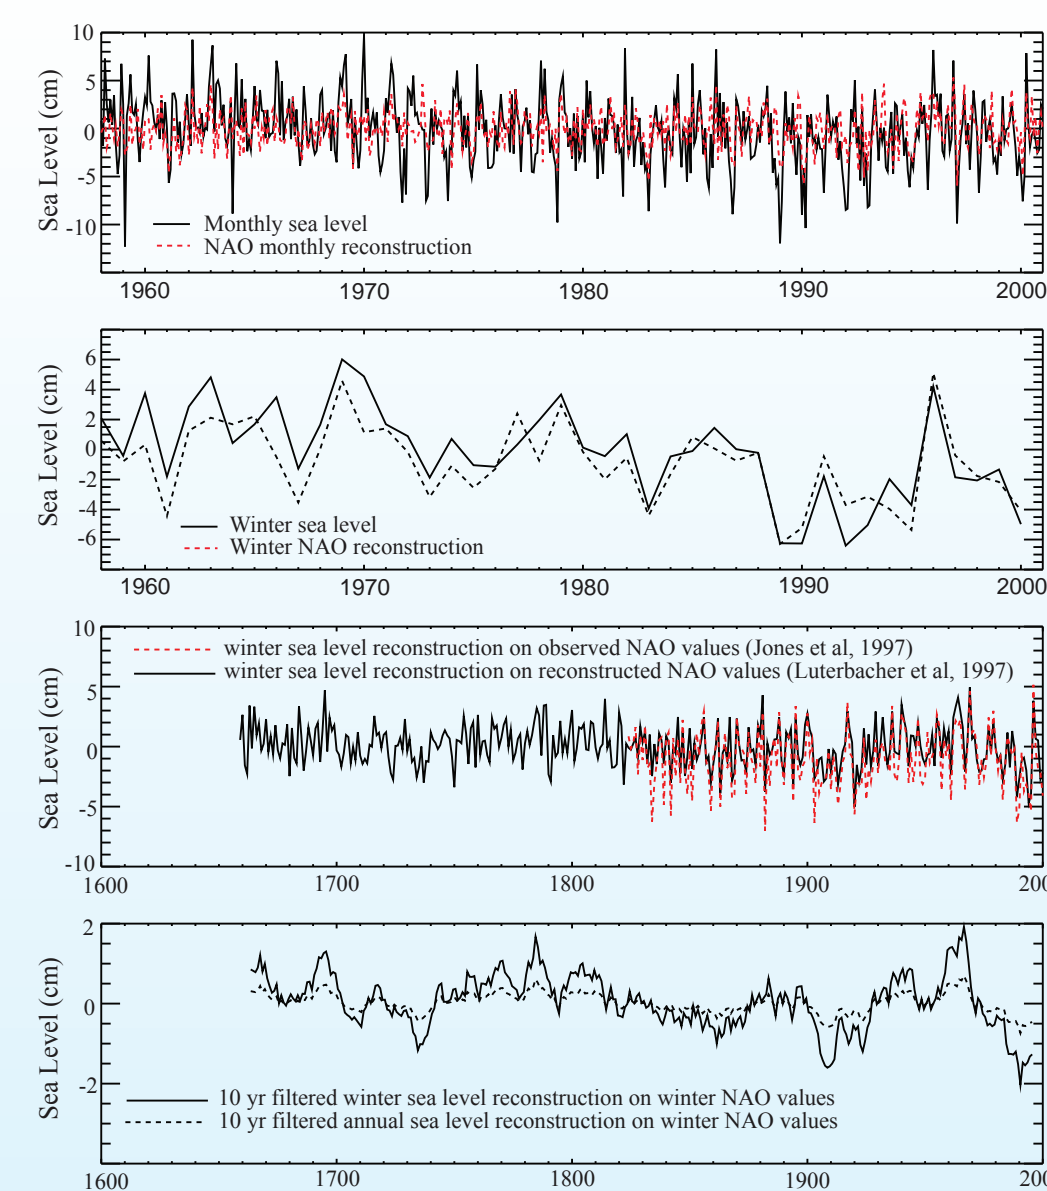 10
5
0
-5
-10
Sea Level (cm)
Monthly sea level
NAO monthly reconstruction
1960 1970 1980 1990 2000
6
4
2
0
-2
-4
-6
Sea Level (cm)
Winter sea level
Winter NAO reconstruction
1960 1970 1980 1990 2000
10
5
0
-5
-10
Sea Level (cm)
winter sea level reconstruction on observed NAO values (Jones et al, 1997)
winter sea level reconstruction on reconstructed NAO values (Luterbacher et al, 1997)
1600 1700 1800 1900 200
2
0
-2
Sea Level (cm)
10 yr filtered winter sea level reconstruction on winter NAO values
10 yr filtered annual sea level reconstruction on winter NAO values
1600 1700 1800 1900 200